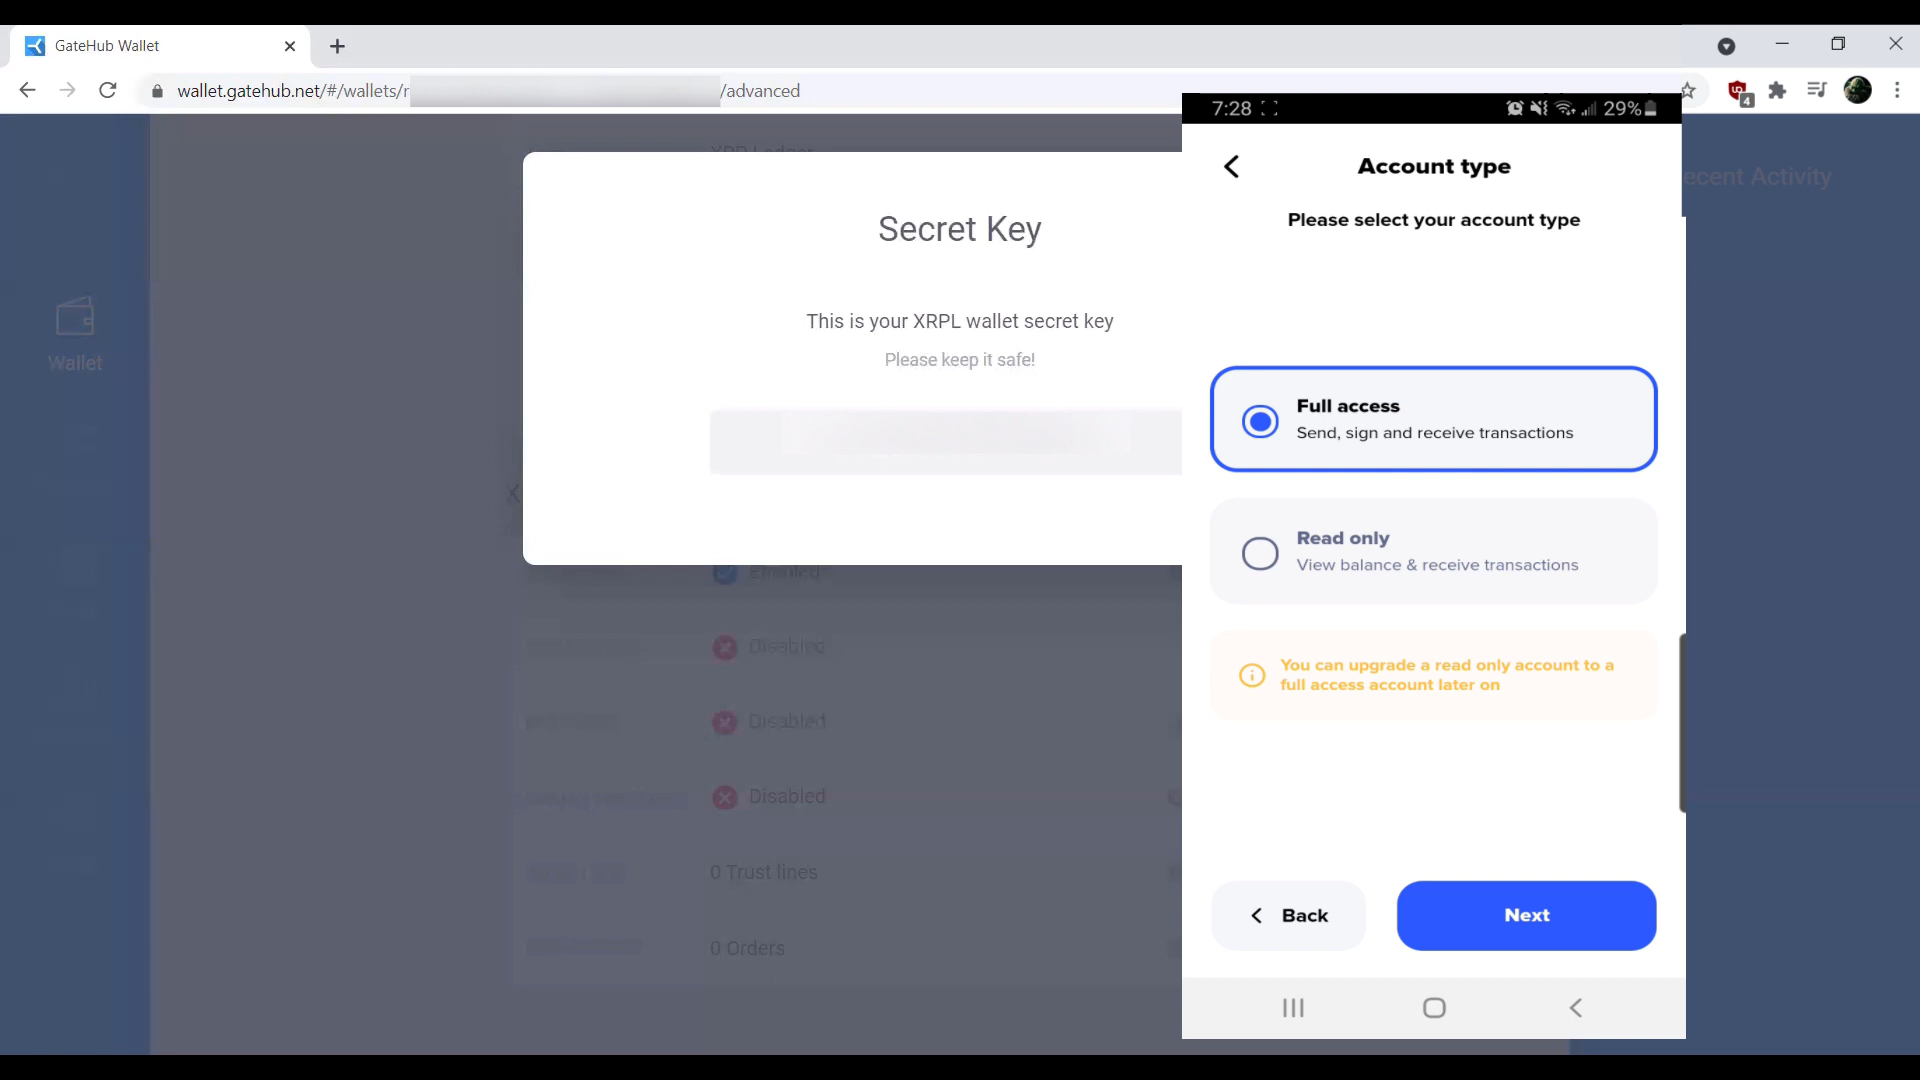 GateHub Wallet
wallet.gatehub.net/#/wallets/r
/advanced
XRP Ledger
Secret Key
This is your XRPL wallet secret key
Please keep it safe!
Wallet
Enabled
Disabled
Disabled
Disabled
0 Trust lines
0 Orders
ecent Activity
4
7:28
29%
Account type
Please select your account type
Full access
Send, sign and receive transactions
Read only
View balance & receive transactions
You can upgrade a read only account to a
full access account later on
Back
Next